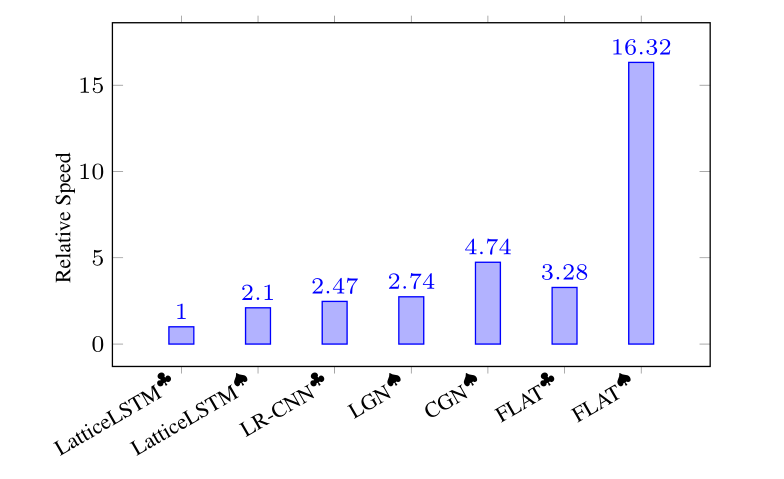 16.32
15
10
Relative Speed
5
4.74
3.28
2.74
2.47
2.1
1
0
LatticeLSTM♣
LatticeLSTM♠
LR-CNN♣
LGN♠
CGN♠
FLAT♣
FLAT♠